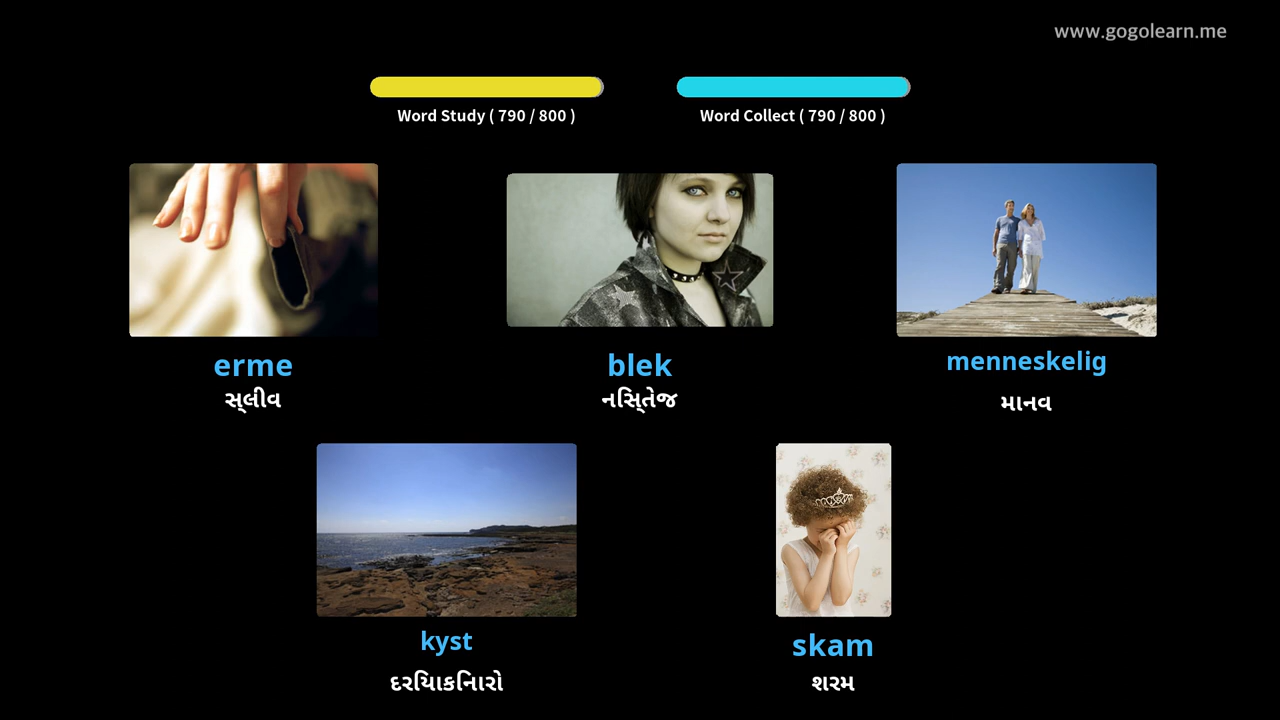 www.gogolearn.me
Word Study ( 790 / 800 )
Word Collect ( 790 / 800 )
erme
સ્લીવ
blek
નિસ્તેજ
menneskelig
માનવ
kyst
દરિયાકિનારો
skam
શરમ